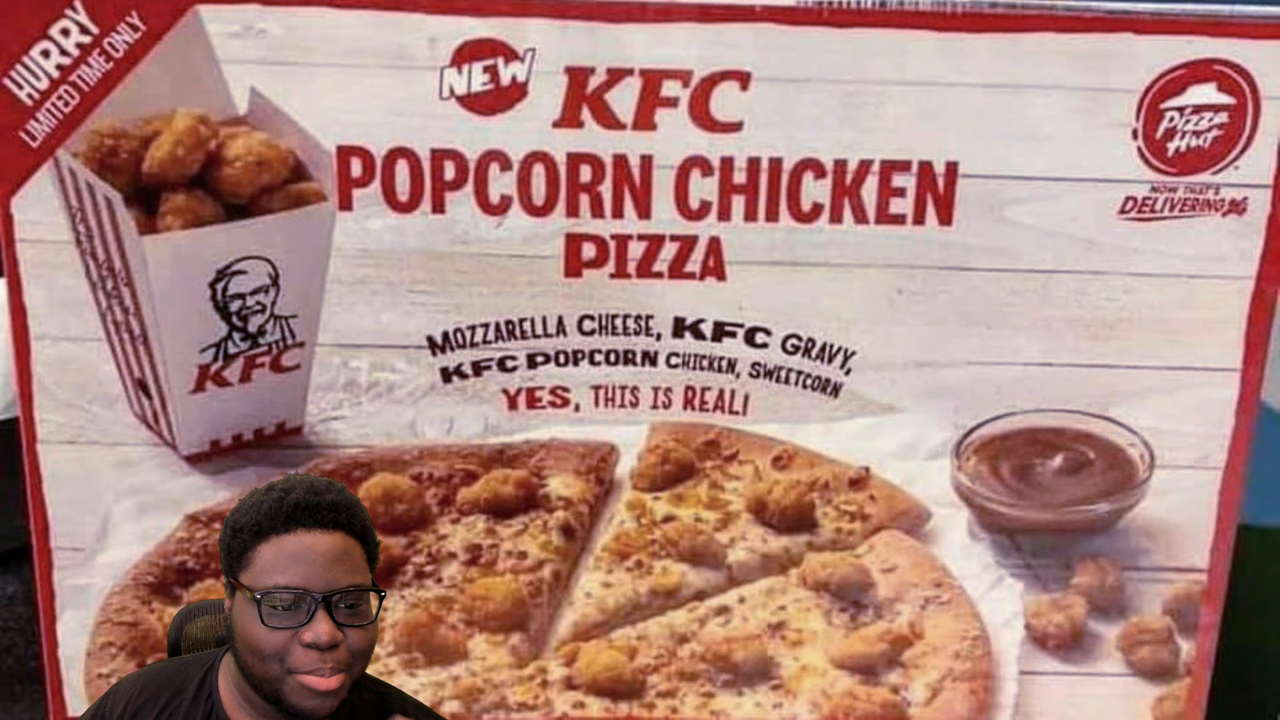 HURRY
LIMITED TIME ONLY
NEW
KFC
POPCORN CHICKEN
PIZZA
MOZZARELLA CHEESE, KFC GRAVY,
KFC POPCORN CHICKEN, SWEETCORN
YES, THIS IS REAL!
Pizza
Hut
NOW THAT'S
DELIVERING
KFC